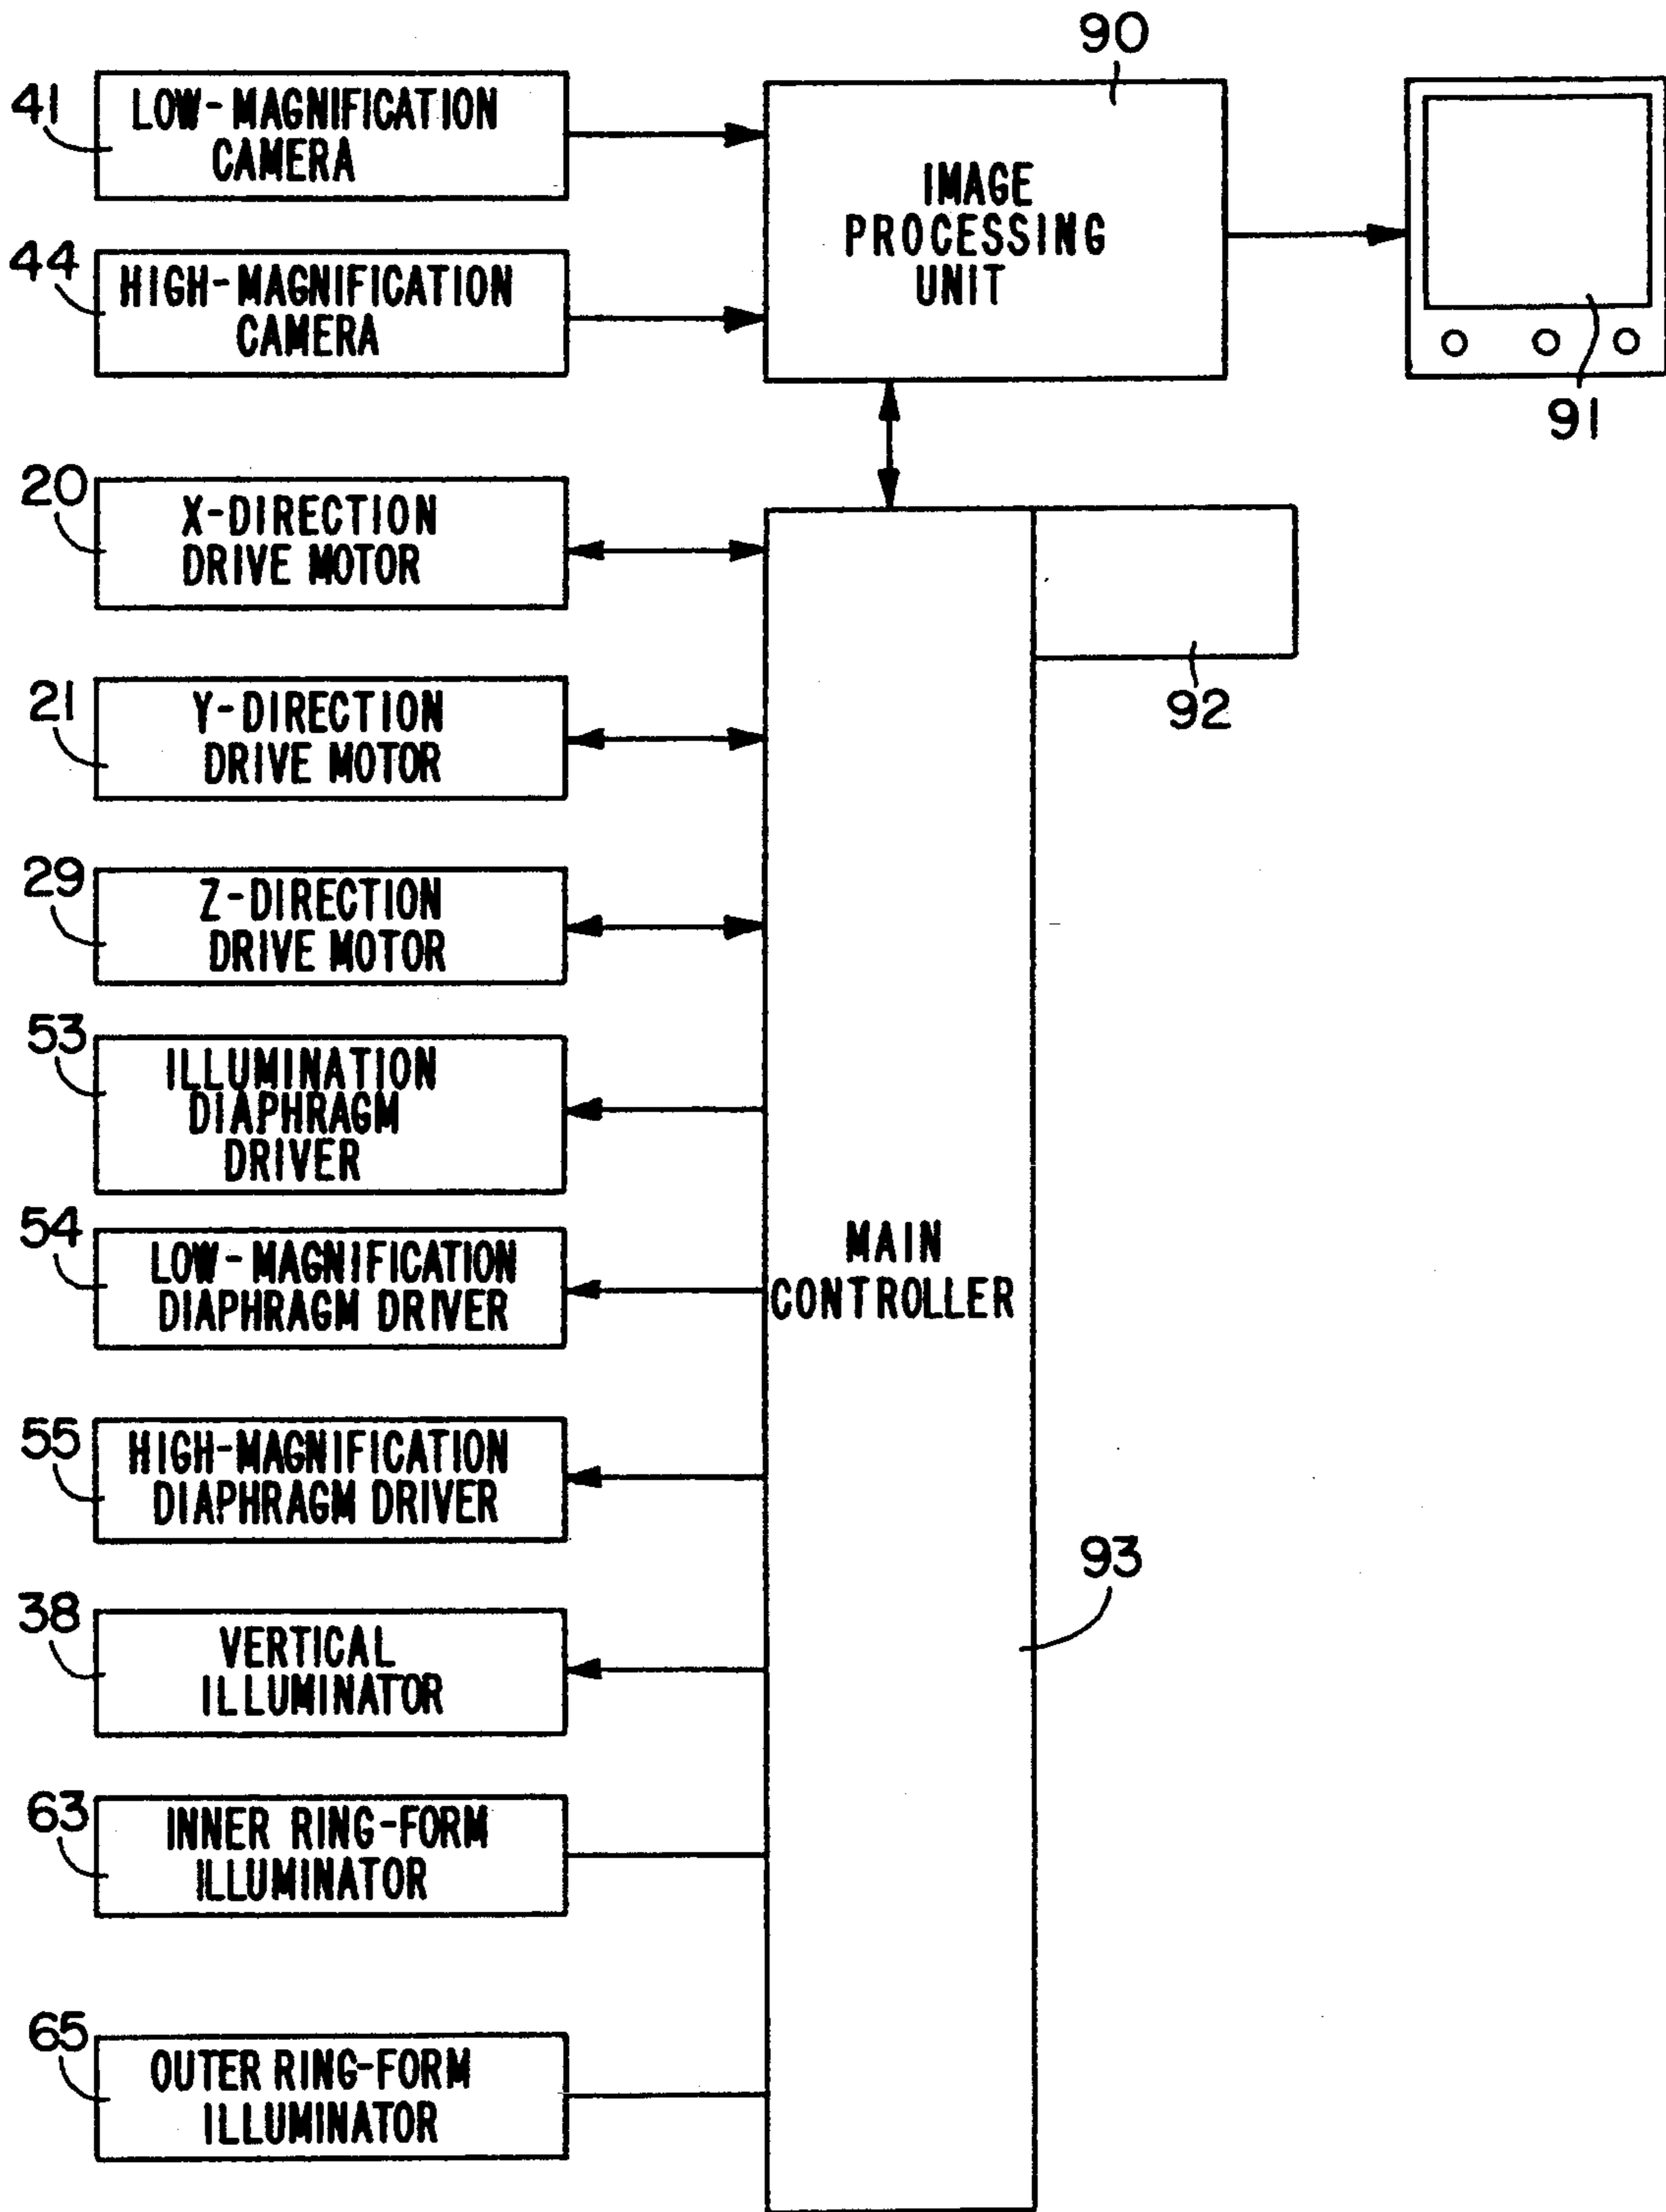 90
41
LOW-MAGNIFICATION
CAMERA
44
HIGH-MAGNIFICATION
CAMERA
IMAGE
PROCESSING
UNIT
91
20
X-DIRECTION
DRIVE MOTOR
92
21
Y-DIRECTION
DRIVE MOTOR
29
Z-DIRECTION
DRIVE MOTOR
53
ILLUMINATION
DIAPHRAGM
DRIVER
54
LOW-MAGNIFICATION
DIAPHRAGM DRIVER
MAIN
CONTROLLER
55
HIGH-MAGNIFICATION
DIAPHRAGM DRIVER
93
38
VERTICAL
ILLUMINATOR
63
INNER RING-FORM
ILLUMINATOR
65
OUTER RING-FORM
ILLUMINATOR